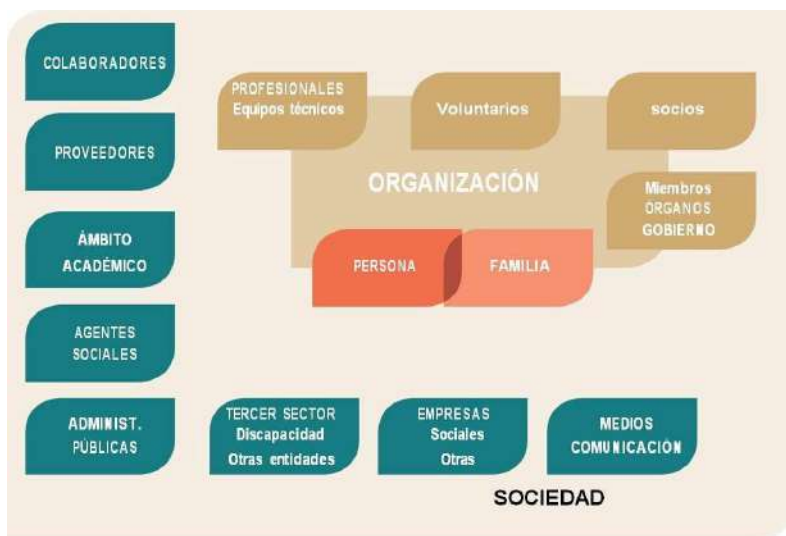 COLABORADORES
PROVEEDORES
ÁMBITO
ACADÉMICO
AGENTES
SOCIALES
ADMINIST.
PÚBLICAS
PROFESIONALES
Equipos técnicos
Voluntarios
socios
ORGANIZACIÓN
Miembros
ÓRGANOS
GOBIERNO
PERSONA
FAMILIA
TERCER SECTOR
Discapacidad
Otras entidades
EMPRESAS
Sociales
Otras
MEDIOS
COMUNICACIÓN
SOCIEDAD